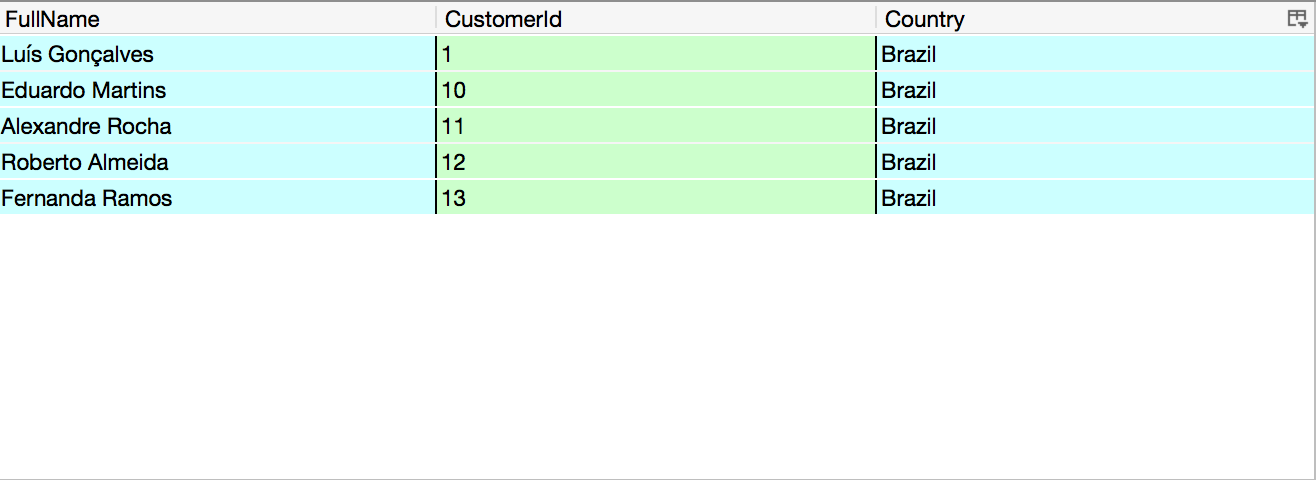 FullName CustomerId Country
Luís Gonçalves 1 Brazil
Eduardo Martins 10 Brazil
Alexandre Rocha 11 Brazil
Roberto Almeida 12 Brazil
Fernanda Ramos 13 Brazil